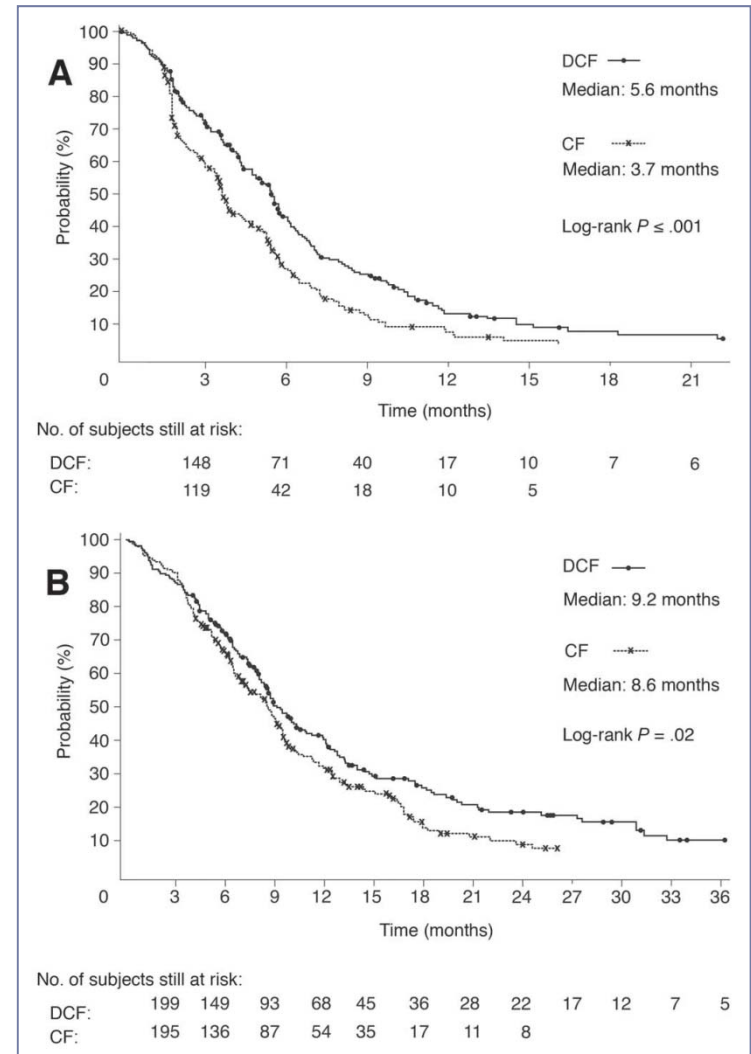 A
100
90
80
70
60
50
40
30
20
10
0
Probability (%)
DCF
Median: 5.6 months
CF
Median: 3.7 months
Log-rank P ≤ .001
3 6 9 12 15 18 21
Time (months)
No. of subjects still at risk:
DCF: 148 71 40 17 10 7 6
CF: 119 42 18 10 5
B
100
90
80
70
60
50
40
30
20
10
0
Probability (%)
DCF
Median: 9.2 months
CF
Median: 8.6 months
Log-rank P = .02
3 6 9 12 15 18 21 24 27 30 33 36
Time (months)
No. of subjects still at risk:
DCF: 199 149 93 68 45 36 28 22 17 12 7 5
CF: 195 136 87 54 35 17 11 8